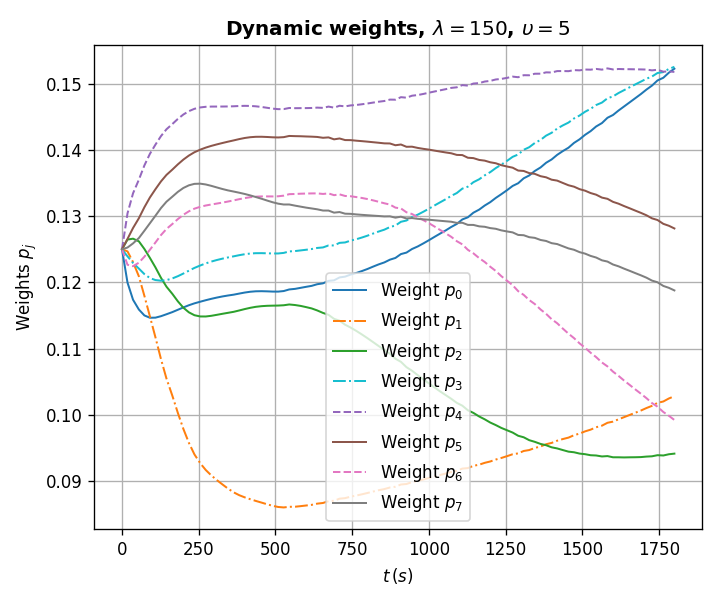 Dynamic weights, λ = 150, υ = 5
Weights p_j
0.15
0.14
0.13
0.12
0.11
0.10
0.09
0 250 500 750 1000 1250 1500 1750
t (s)
Weight p_0
Weight p_1
Weight p_2
Weight p_3
Weight p_4
Weight p_5
Weight p_6
Weight p_7